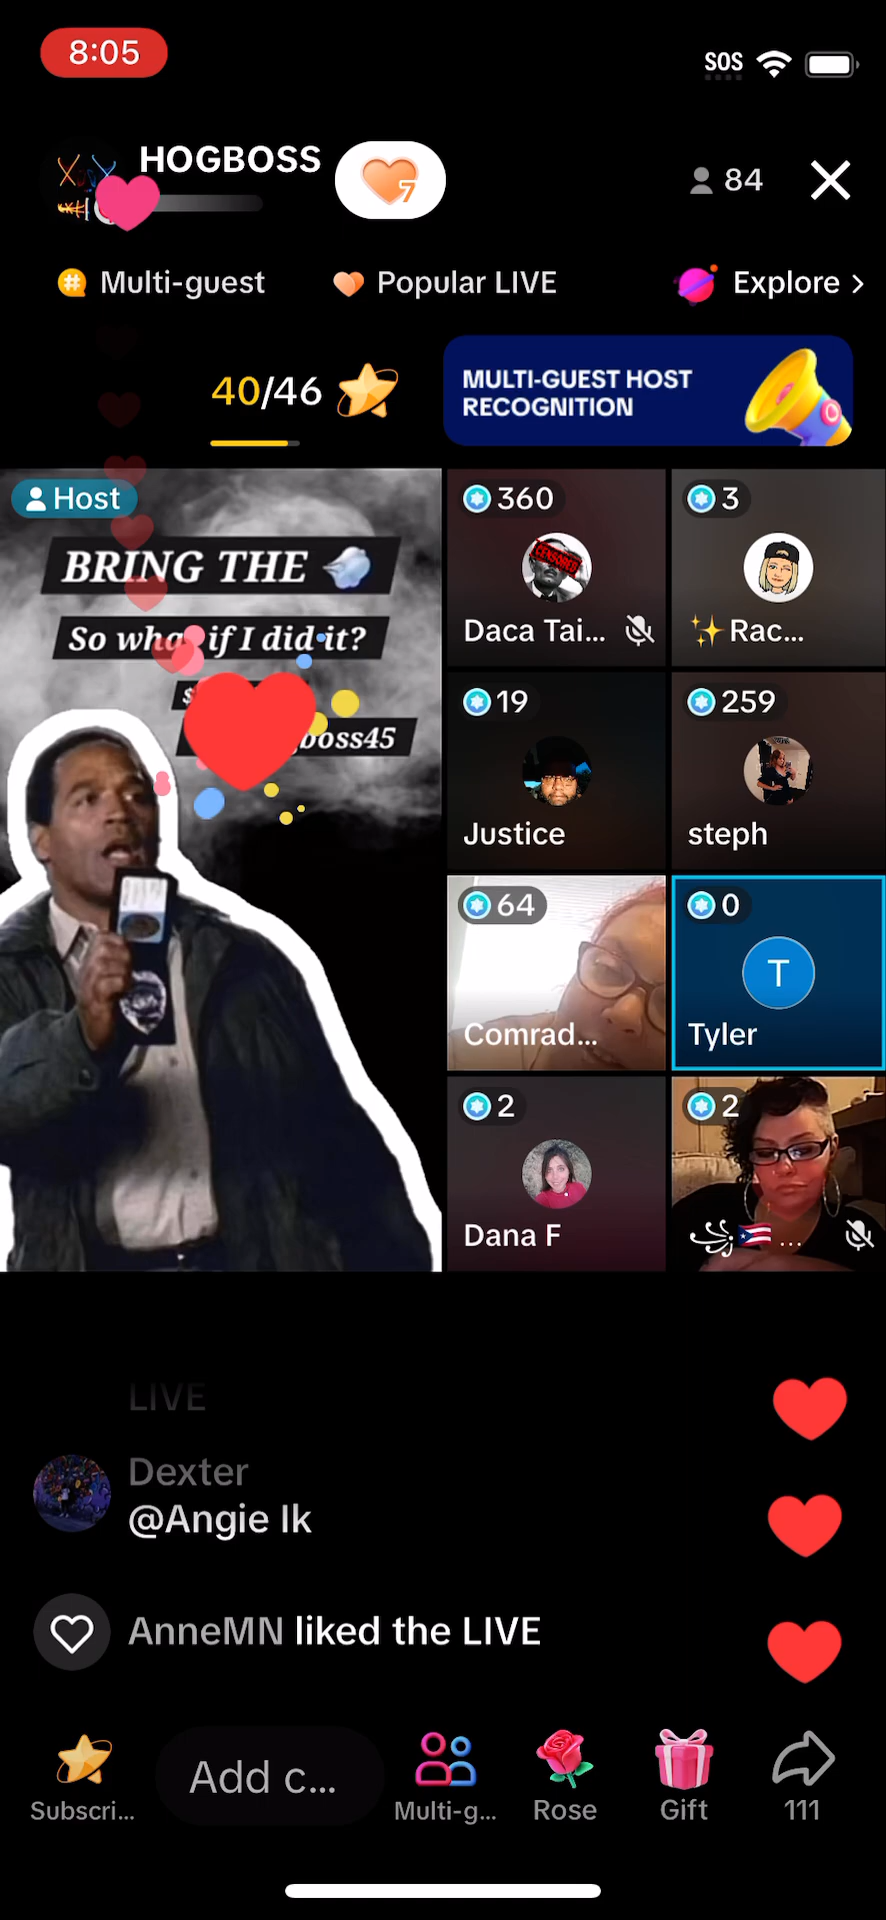 8:05
SOS
HOGBOSS
7
84
Multi-guest
Popular LIVE
Explore >
40/46
MULTI-GUEST HOST
RECOGNITION
Host
BRING THE
So wha if I did it?
$
boss45
360
CENSORED
Daca Tai...
3
Rac...
19
Justice
259
steph
64
Comrad...
0
T
Tyler
2
Dana F
2
...
LIVE
Dexter
@Angie Ik
AnneMN liked the LIVE
Subscri...
Add c...
Multi-g...
Rose
Gift
111